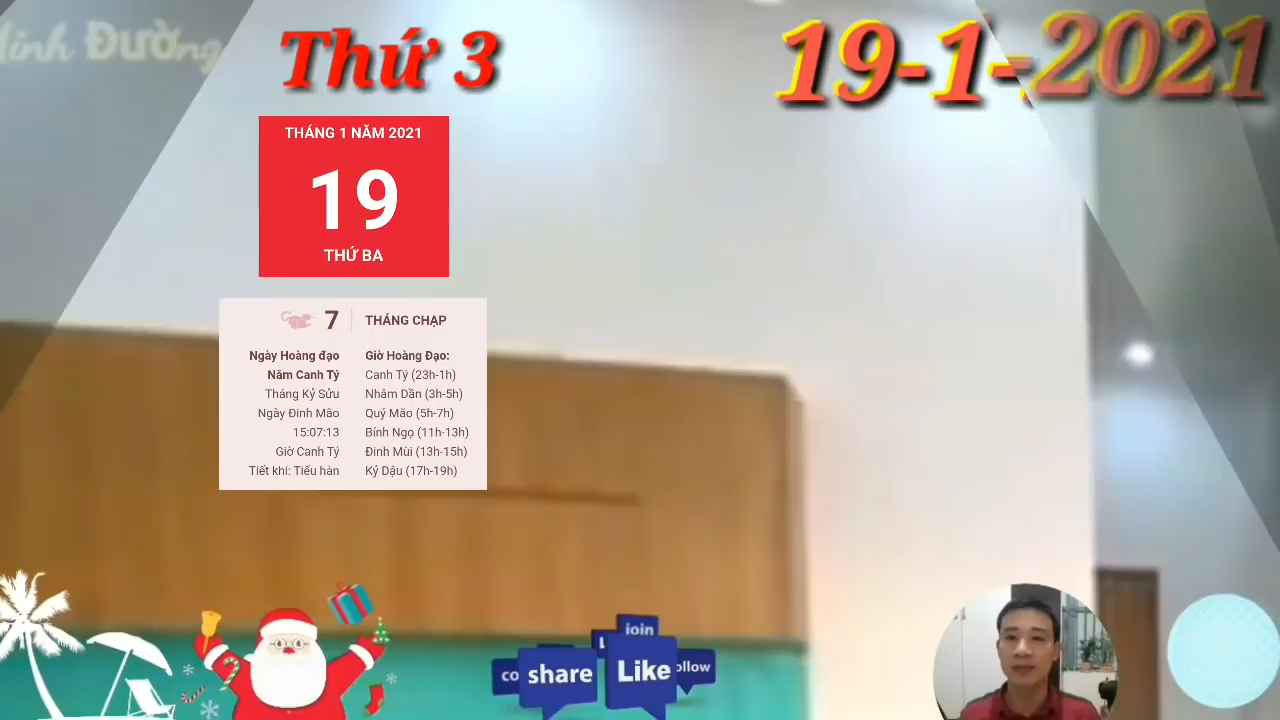 Minh Đường
Thứ 3
19-1-2021
THÁNG 1 NĂM 2021
19
THỨ BA
7 THÁNG CHẠP
Ngày Hoàng đạo
Năm Canh Tý
Tháng Kỷ Sửu
Ngày Đinh Mão
15:07:13
Giờ Canh Tý
Tiết khí: Tiểu hàn
Giờ Hoàng Đạo:
Canh Tý (23h-1h)
Nhâm Dần (3h-5h)
Quý Mão (5h-7h)
Bính Ngọ (11h-13h)
Đinh Mùi (13h-15h)
Kỷ Dậu (17h-19h)
join
co share Like ollow